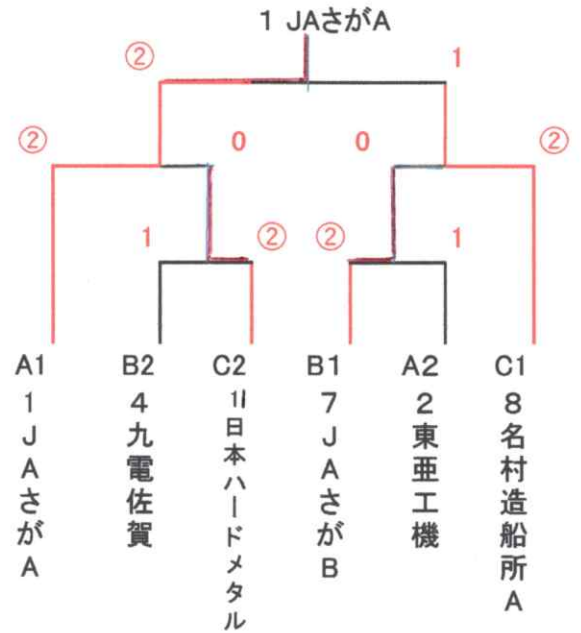 1 JAさがA
② 1
② 0 0 ②
1 ② ② 1
A1 B2 C2 B1 A2 C1
1JAさがA
4九電佐賀
11日本ハードメタル
7JAさがB
2東亜工機
8名村造船所A